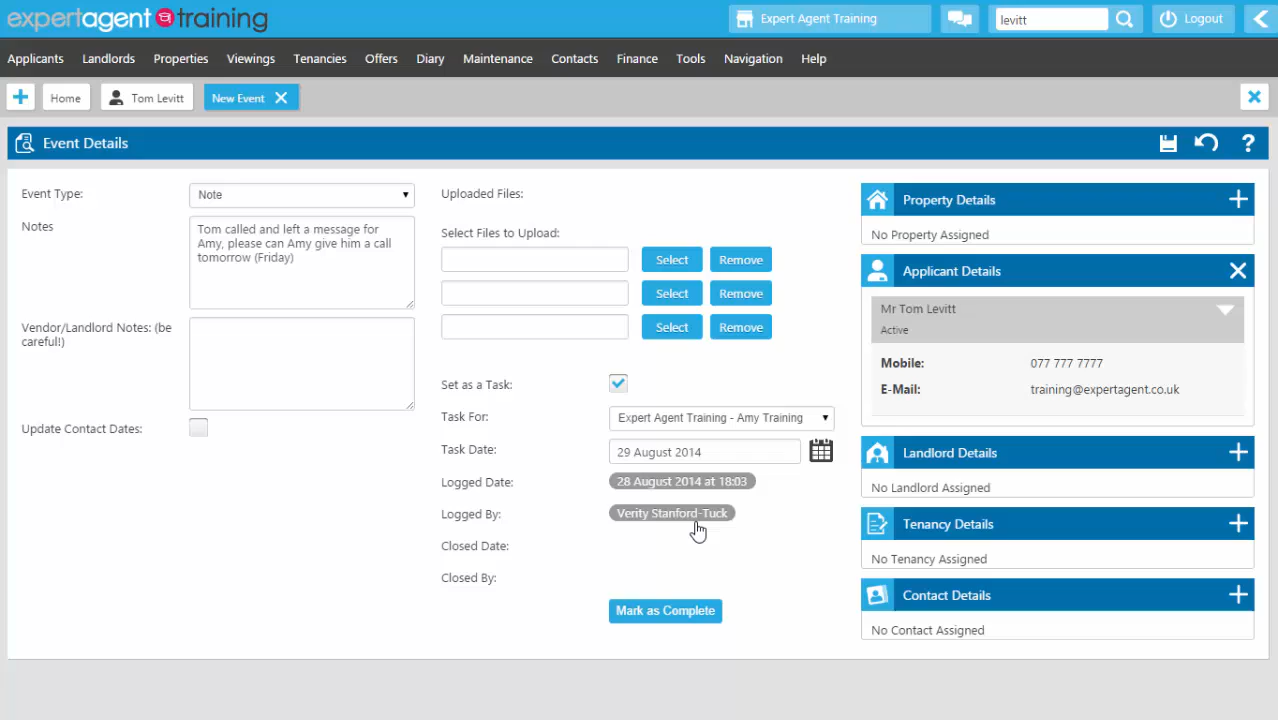 expertagent training
Expert Agent Training
levitt
Logout
Applicants Landlords Properties Viewings Tenancies Offers Diary Maintenance Contacts Finance Tools Navigation Help
Home
Tom Levitt
New Event
Event Details
?
Event Type:
Note
Notes
Tom called and left a message for
Amy, please can Amy give him a call
tomorrow (Friday)
Vendor/Landlord Notes: (be
careful!)
Update Contact Dates:
Uploaded Files:
Select Files to Upload:
Select Remove
Select Remove
Select Remove
Set as a Task:
Task For:
Expert Agent Training - Amy Training
Task Date:
29 August 2014
Logged Date:
28 August 2014 at 18:03
Logged By:
Verity Stanford-Tuck
Closed Date:
Closed By:
Mark as Complete
Property Details
No Property Assigned
Applicant Details
Mr Tom Levitt
Active
Mobile: 077 777 7777
E-Mail: training@expertagent.co.uk
Landlord Details
No Landlord Assigned
Tenancy Details
No Tenancy Assigned
Contact Details
No Contact Assigned